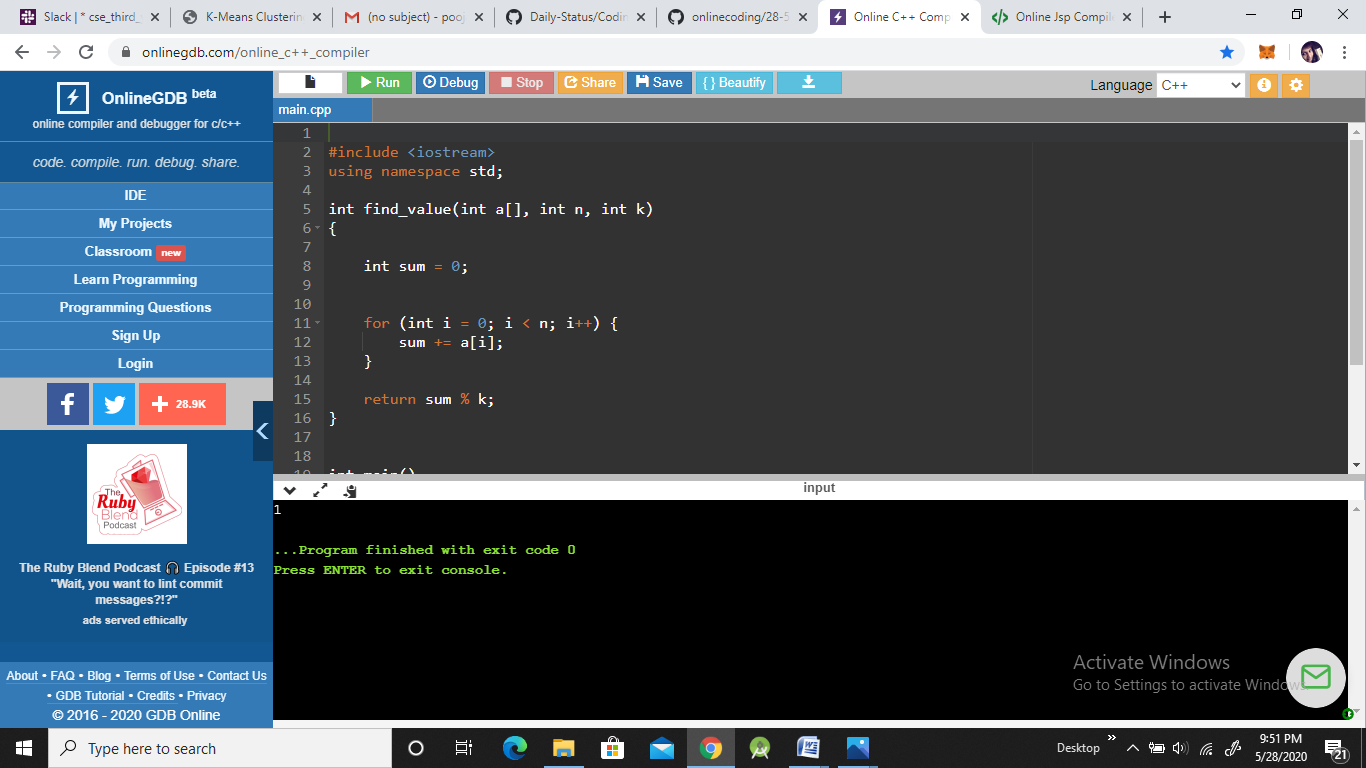 Slack | * cse_third_
K-Means Clusterin
(no subject) - pooj
Daily-Status/Codin
onlinecoding/28-5
Online C++ Comp
Online Jsp Compil
onlinegdb.com/online_c++_compiler
OnlineGDB beta
online compiler and debugger for c/c++
code. compile. run. debug. share.
IDE
My Projects
Classroom new
Learn Programming
Programming Questions
Sign Up
Login
28.9K
The
Ruby
Blend
Podcast
The Ruby Blend Podcast 🎧 Episode #13
"Wait, you want to lint commit
messages?!?"
ads served ethically
About • FAQ • Blog • Terms of Use • Contact Us
• GDB Tutorial • Credits • Privacy
© 2016 - 2020 GDB Online
Run Debug Stop Share Save { } Beautify
Language C++
main.cpp
1
2 #include <iostream>
3 using namespace std;
4
5 int find_value(int a[], int n, int k)
6 {
7
8 int sum = 0;
9
10
11 for (int i = 0; i < n; i++) {
12 sum += a[i];
13 }
14
15 return sum % k;
16 }
17
18
19 int main()
input
1
...Program finished with exit code 0
Press ENTER to exit console.
Activate Windows
Go to Settings to activate Windows.
Type here to search
Desktop
9:51 PM
5/28/2020
21